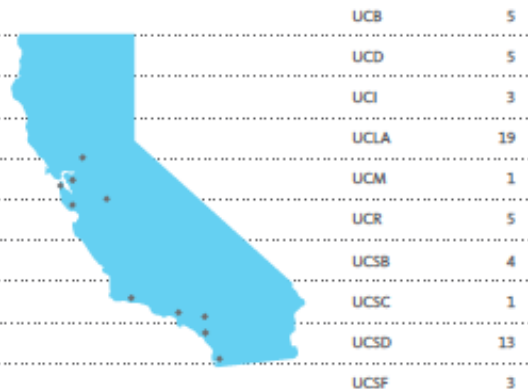 UCB 5
UCD 5
UCI 3
UCLA 19
UCM 1
UCR 5
UCSB 4
UCSC 1
UCSD 13
UCSF 3